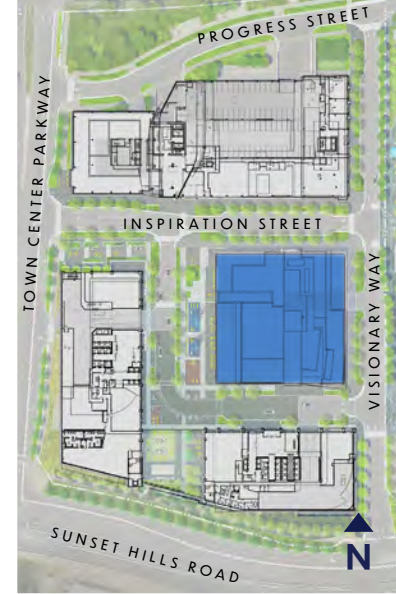 PROGRESS STREET
TOWN CENTER PARKWAY
INSPIRATION STREET
VISIONARY WAY
SUNSET HILLS ROAD
N